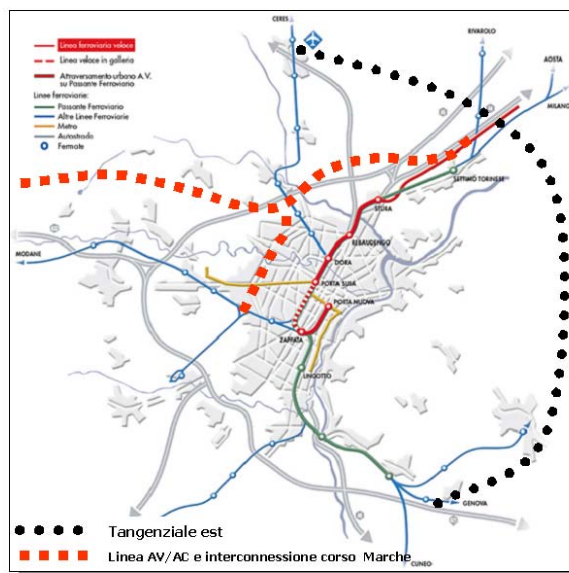 Linea ferroviaria veloce
Linea veloce in galleria
Attraversamento urbano A.V.
su Passante Ferroviario
Linee ferroviarie:
Passante Ferroviario
Altre Linee Ferroviarie
Metro
Autostrade
Fermate
CERES
RIVAROLO
AOSTA
MILANO
SETTIMO TORINESE
STURA
REBAUDENGO
DORA
MODANE
PORTA SUSA
PORTA NUOVA
ZAPPATA
LINGOTTO
GENOVA
CUNEO
Tangenziale est
Linea AV/AC e interconnessione corso Marche